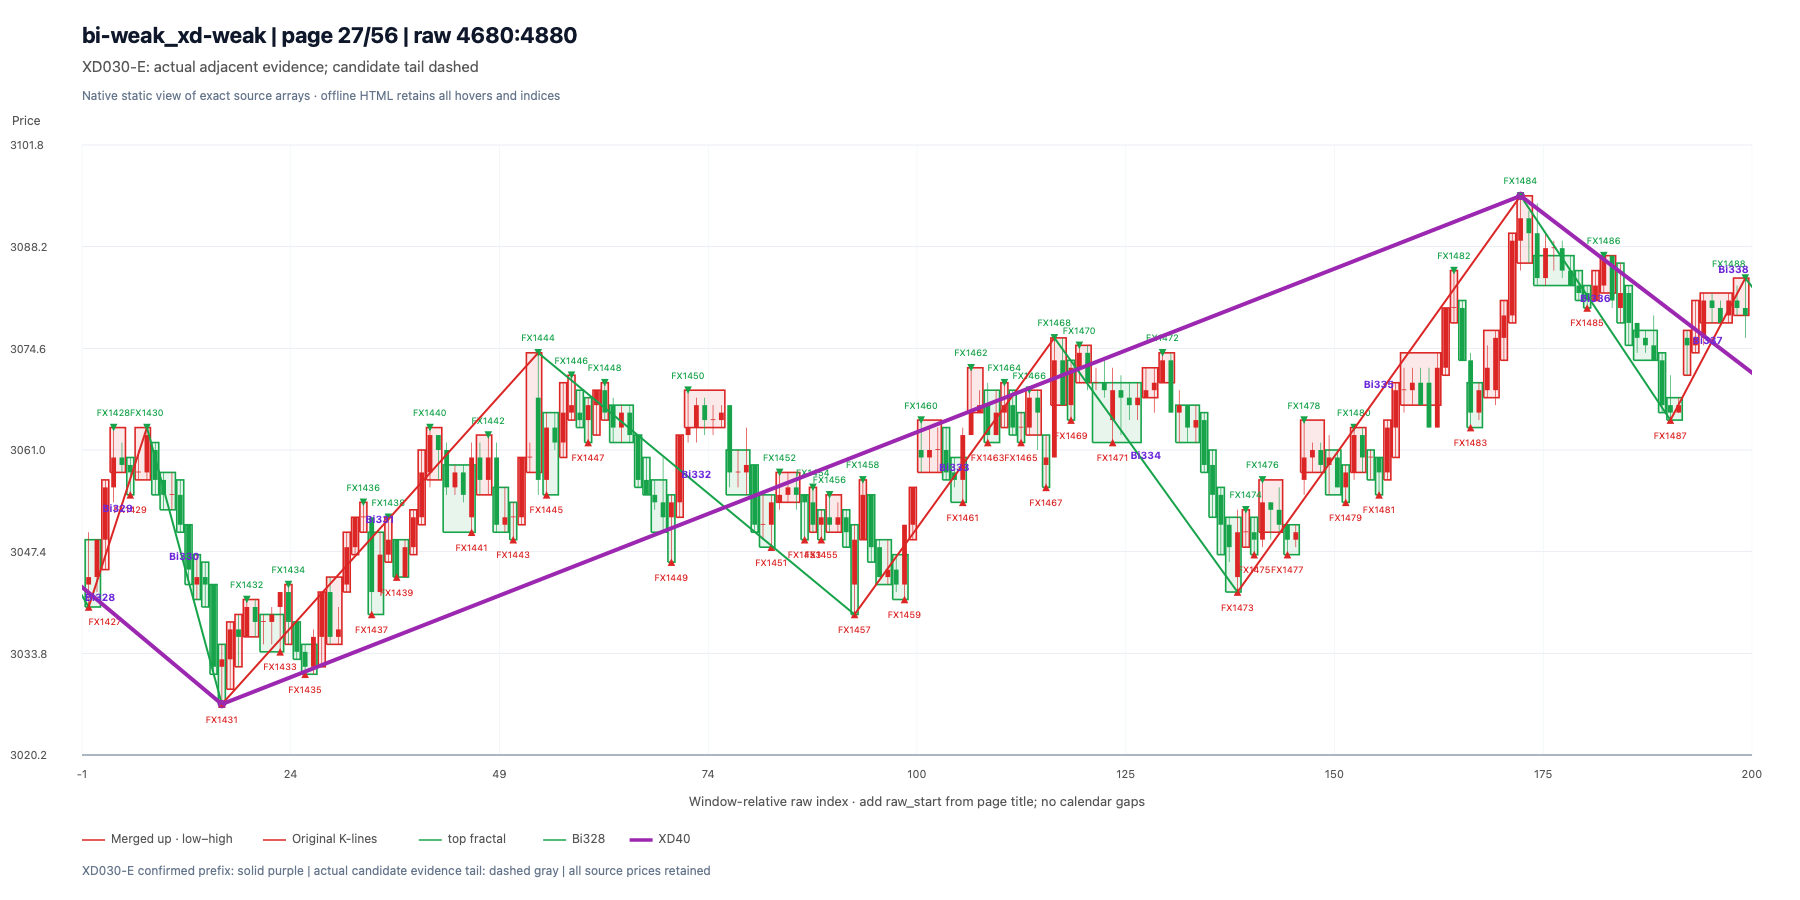 bi-weak_xd-weak | page 27/56 | raw 4680:4880
XD030-E: actual adjacent evidence; candidate tail dashed
Native static view of exact source arrays · offline HTML retains all hovers and indices
Price
3101.8
3088.2
3074.6
3061.0
3047.4
3033.8
3020.2
FX1484
FX1486
FX1488
Bi338
FX1482
Bi336
FX1485
FX1444
FX1468
FX1470
FX1472
Bi337
FX1446
FX1448
FX1450
FX1462
FX1464
FX1466
Bi335
FX1428
FX1430
FX1440
FX1442
FX1460
FX1478
FX1480
FX1469
FX1487
FX1483
FX1447
FX1452
FX1458
Bi333
FX1463
FX1465
FX1471
Bi334
FX1476
Bi332
FX1456
FX1436
FX1438
Bi329
Bi331
FX1445
FX1461
FX1467
FX1474
FX1479
FX1481
Bi330
FX1441
FX1443
FX1451
FX1455
FX1475
FX1477
FX1432
FX1434
FX1449
Bi328
FX1427
FX1439
FX1437
FX1457
FX1459
FX1473
FX1433
FX1435
FX1431
-1
24
49
74
100
125
150
175
200
Window-relative raw index · add raw_start from page title; no calendar gaps
Merged up · low–high
Original K-lines
top fractal
Bi328
XD40
XD030-E confirmed prefix: solid purple | actual candidate evidence tail: dashed gray | all source prices retained